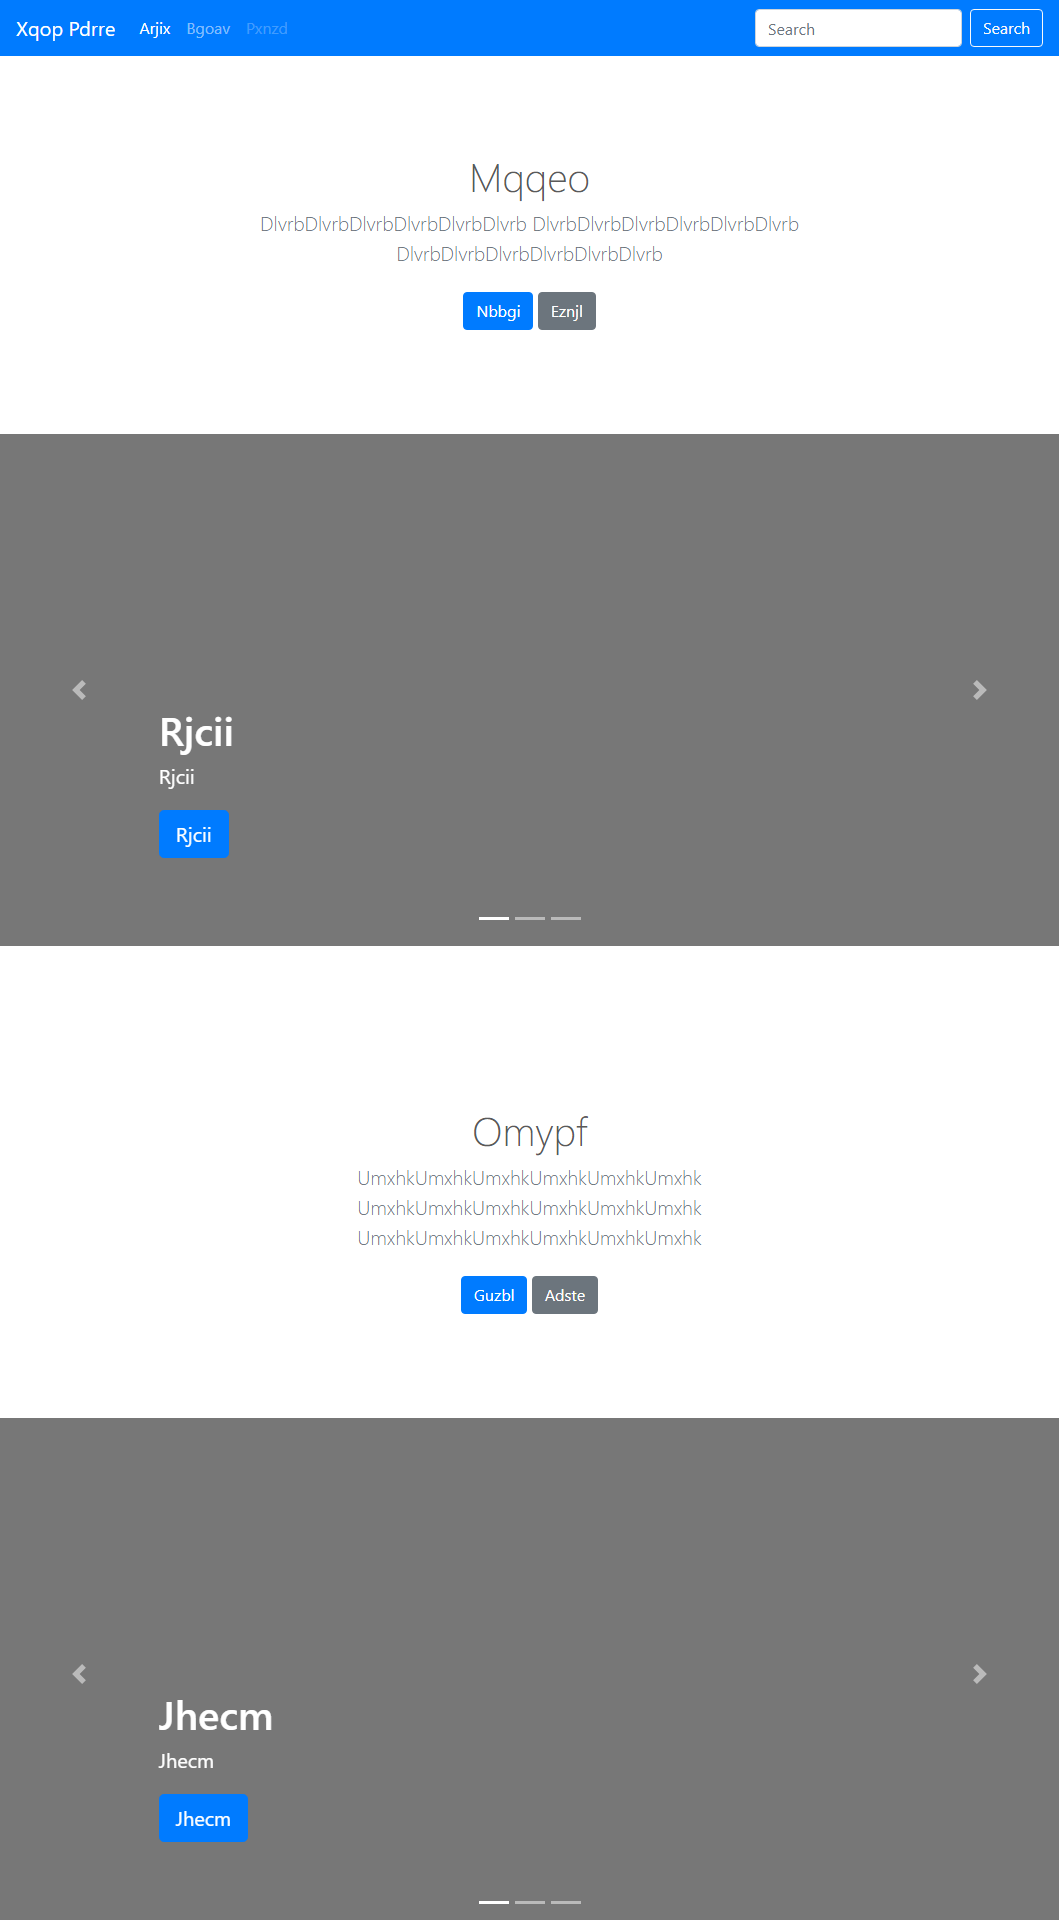 Xqop Pdrre Arjix Bgoav Pxnzd Search Search
Mqqeo
DlvrbDlvrbDlvrbDlvrbDlvrbDlvrb DlvrbDlvrbDlvrbDlvrbDlvrbDlvrb
DlvrbDlvrbDlvrbDlvrbDlvrbDlvrb
Nbbgi Eznjl
Rjcii
Rjcii
Rjcii
Omypf
UmxhkUmxhkUmxhkUmxhkUmxhkUmxhk
UmxhkUmxhkUmxhkUmxhkUmxhkUmxhk
UmxhkUmxhkUmxhkUmxhkUmxhkUmxhk
Guzbl Adste
Jhecm
Jhecm
Jhecm